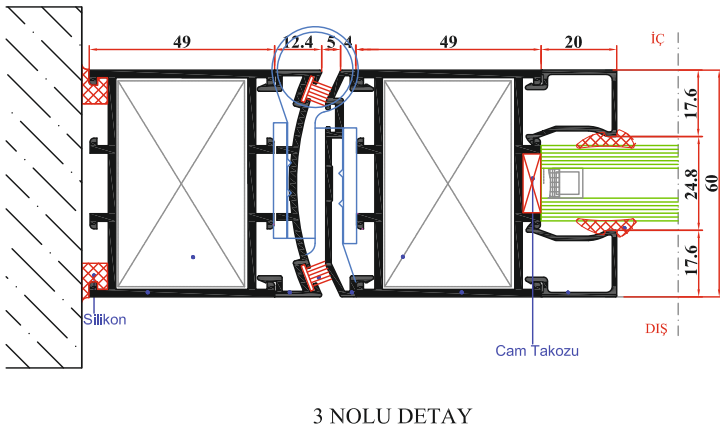 49
12.4
5
4
49
20
İÇ
17.6
24.8
60
17.6
DIŞ
Silikon
Cam Takozu
3 NOLU DETAY